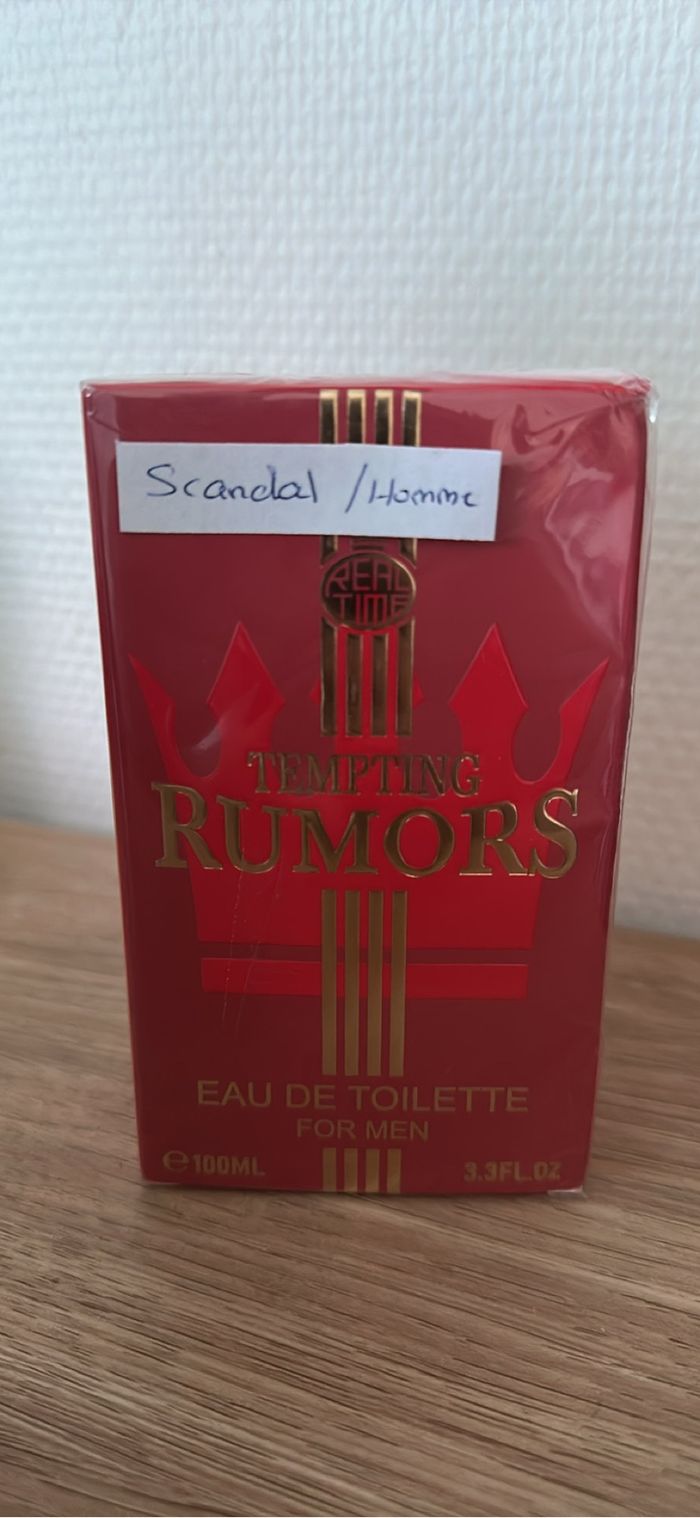 Scandal / Homme
REAL
TIME
TEMPTING
RUMORS
EAU DE TOILETTE
FOR MEN
℮100ML 3.3FL.OZ